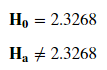 H₀ = 2.3268
Hₐ ≠ 2.3268